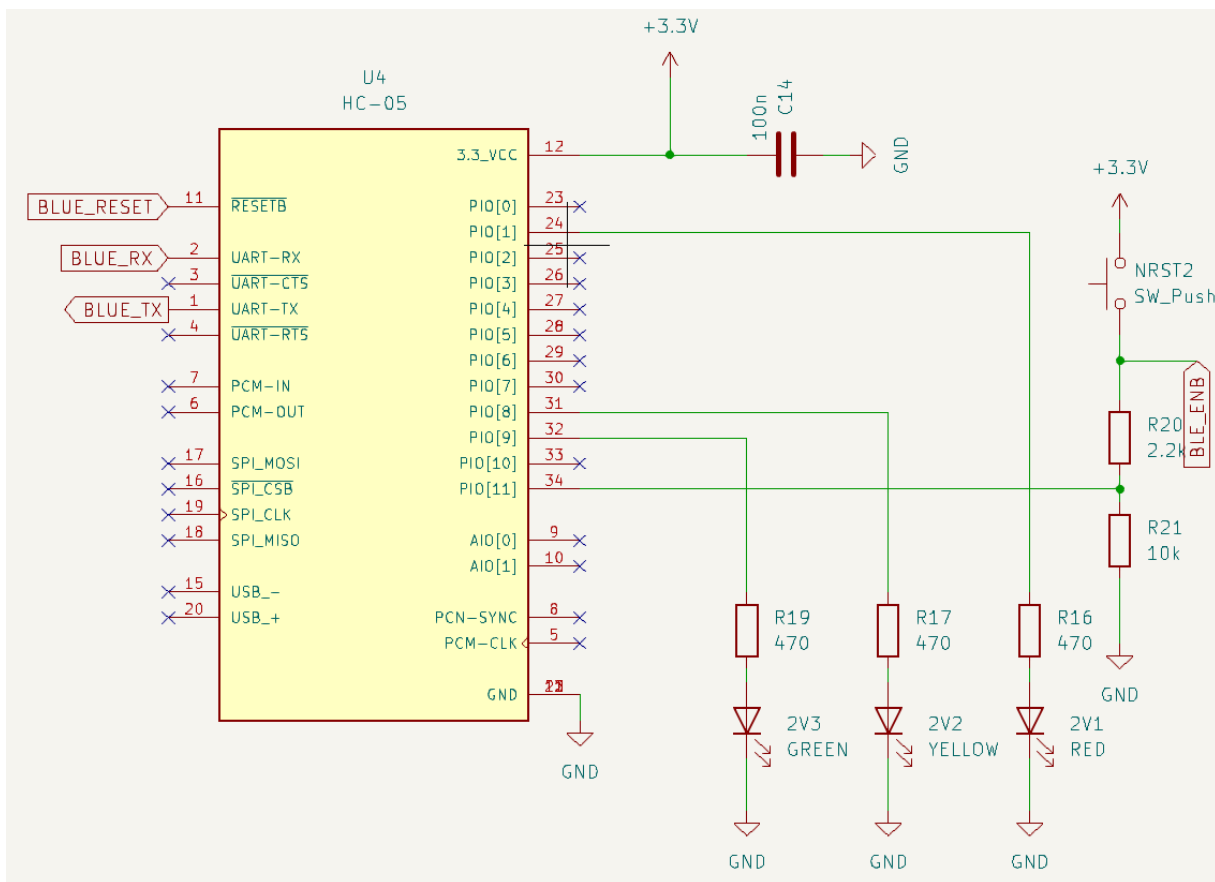 +3.3V
U4
HC-05
100n
C14
GND
+3.3V
3.3_VCC 12
BLUE_RESET 11 RESETB
PIO[0] 23
PIO[1] 24
BLUE_RX 2 UART-RX
PIO[2] 25
3 UART-CTS
PIO[3] 26
NRST2
SW_Push
BLUE_TX 1 UART-TX
PIO[4] 27
4 UART-RTS
PIO[5] 28
PIO[6] 29
7 PCM-IN
PIO[7] 30
6 PCM-OUT
PIO[8] 31
PIO[9] 32
BLE_ENB
R20
2.2k
17 SPI_MOSI
PIO[10] 33
16 SPI_CSB
PIO[11] 34
19 SPI_CLK
18 SPI_MISO
AIO[0] 9
AIO[1] 10
R21
10k
15 USB_-
20 USB_+
PCN-SYNC 8
PCM-CLK 5
R19
470
R17
470
R16
470
GND
GND
GND
2V3
GREEN
2V2
YELLOW
2V1
RED
GND
GND
GND